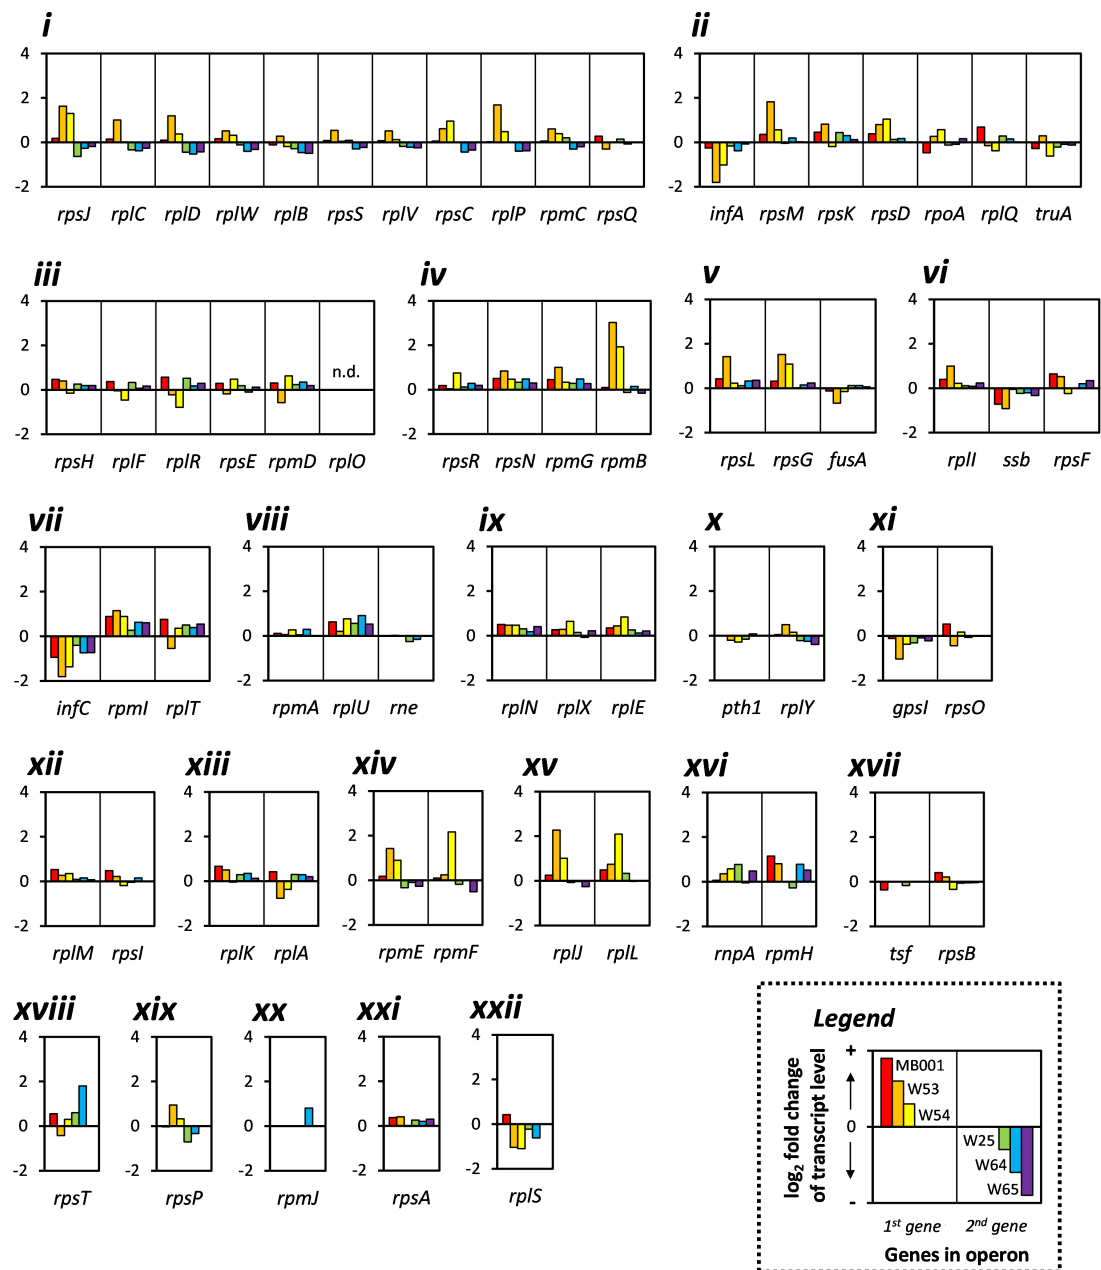 i ii
4 2 0 -2 4 2 0 -2
rpsJ rplC rplD rplW rplB rpsS rplV rpsC rplP rpmC rpsQ infA rpsM rpsK rpsD rpoA rplQ truA
iii iv v vi
4 2 0 -2 4 2 0 -2 4 2 0 -2 4 2 0 -2
n.d.
rpsH rplF rplR rpsE rpmD rplO rpsR rpsN rpmG rpmB rpsL rpsG fusA rplI ssb rpsF
vii viii ix x xi
4 2 0 -2 4 2 0 -2 4 2 0 -2 4 2 0 -2 4 2 0 -2
infC rpmI rplT rpmA rplU rne rplN rplX rplE pth1 rplY gpsI rpsO
xii xiii xiv xv xvi xvii
4 2 0 -2 4 2 0 -2 4 2 0 -2 4 2 0 -2 4 2 0 -2 4 2 0 -2
rplM rpsI rplK rplA rpmE rpmF rplJ rplL rnpA rpmH tsf rpsB
xviii xix xx xxi xxii
4 2 0 -2 4 2 0 -2 4 2 0 -2 4 2 0 -2 4 2 0 -2
rpsT rpsP rpmJ rpsA rplS
Legend
log2 fold change
of transcript level
+
0
-
MB001
W53
W54
W25
W64
W65
1st gene 2nd gene
Genes in operon